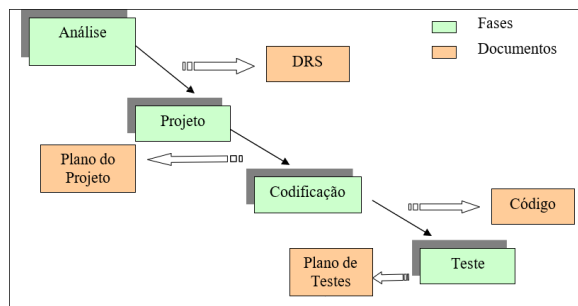 Análise
Fases
Documentos
DRS
Projeto
Plano do
Projeto
Codificação
Código
Plano de
Testes
Teste